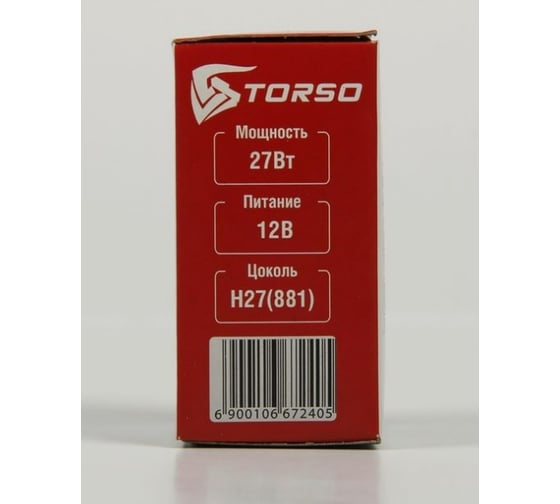 TORSO
Мощность
27Вт
Питание
12В
Цоколь
H27(881)
6 900106 672405